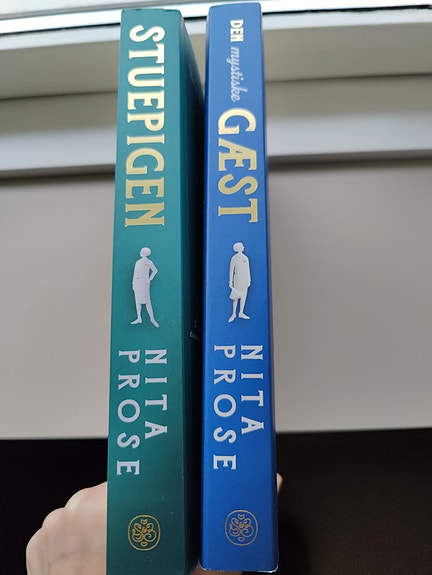 STUEPIGEN
NITA
PROSE
DEN mystiske GÆST
NITA
PROSE